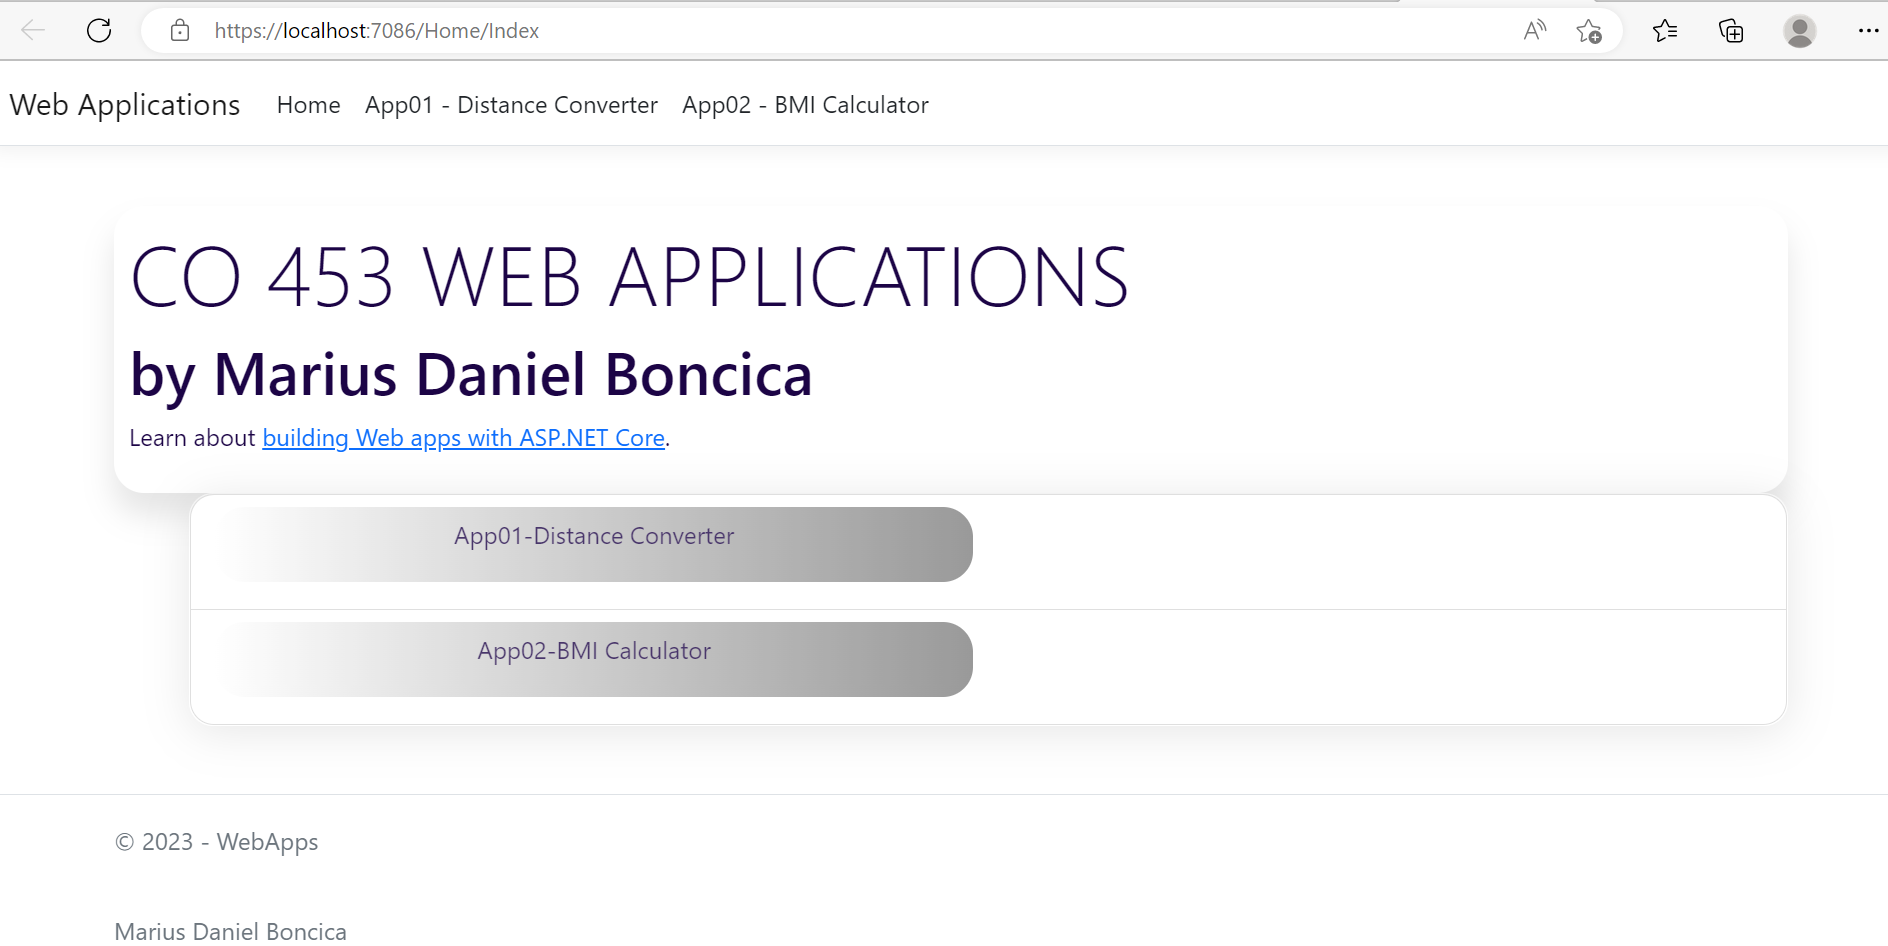 https://localhost:7086/Home/Index
Web Applications Home App01 - Distance Converter App02 - BMI Calculator
CO 453 WEB APPLICATIONS
by Marius Daniel Boncica
Learn about building Web apps with ASP.NET Core.
App01-Distance Converter
App02-BMI Calculator
© 2023 - WebApps
Marius Daniel Boncica